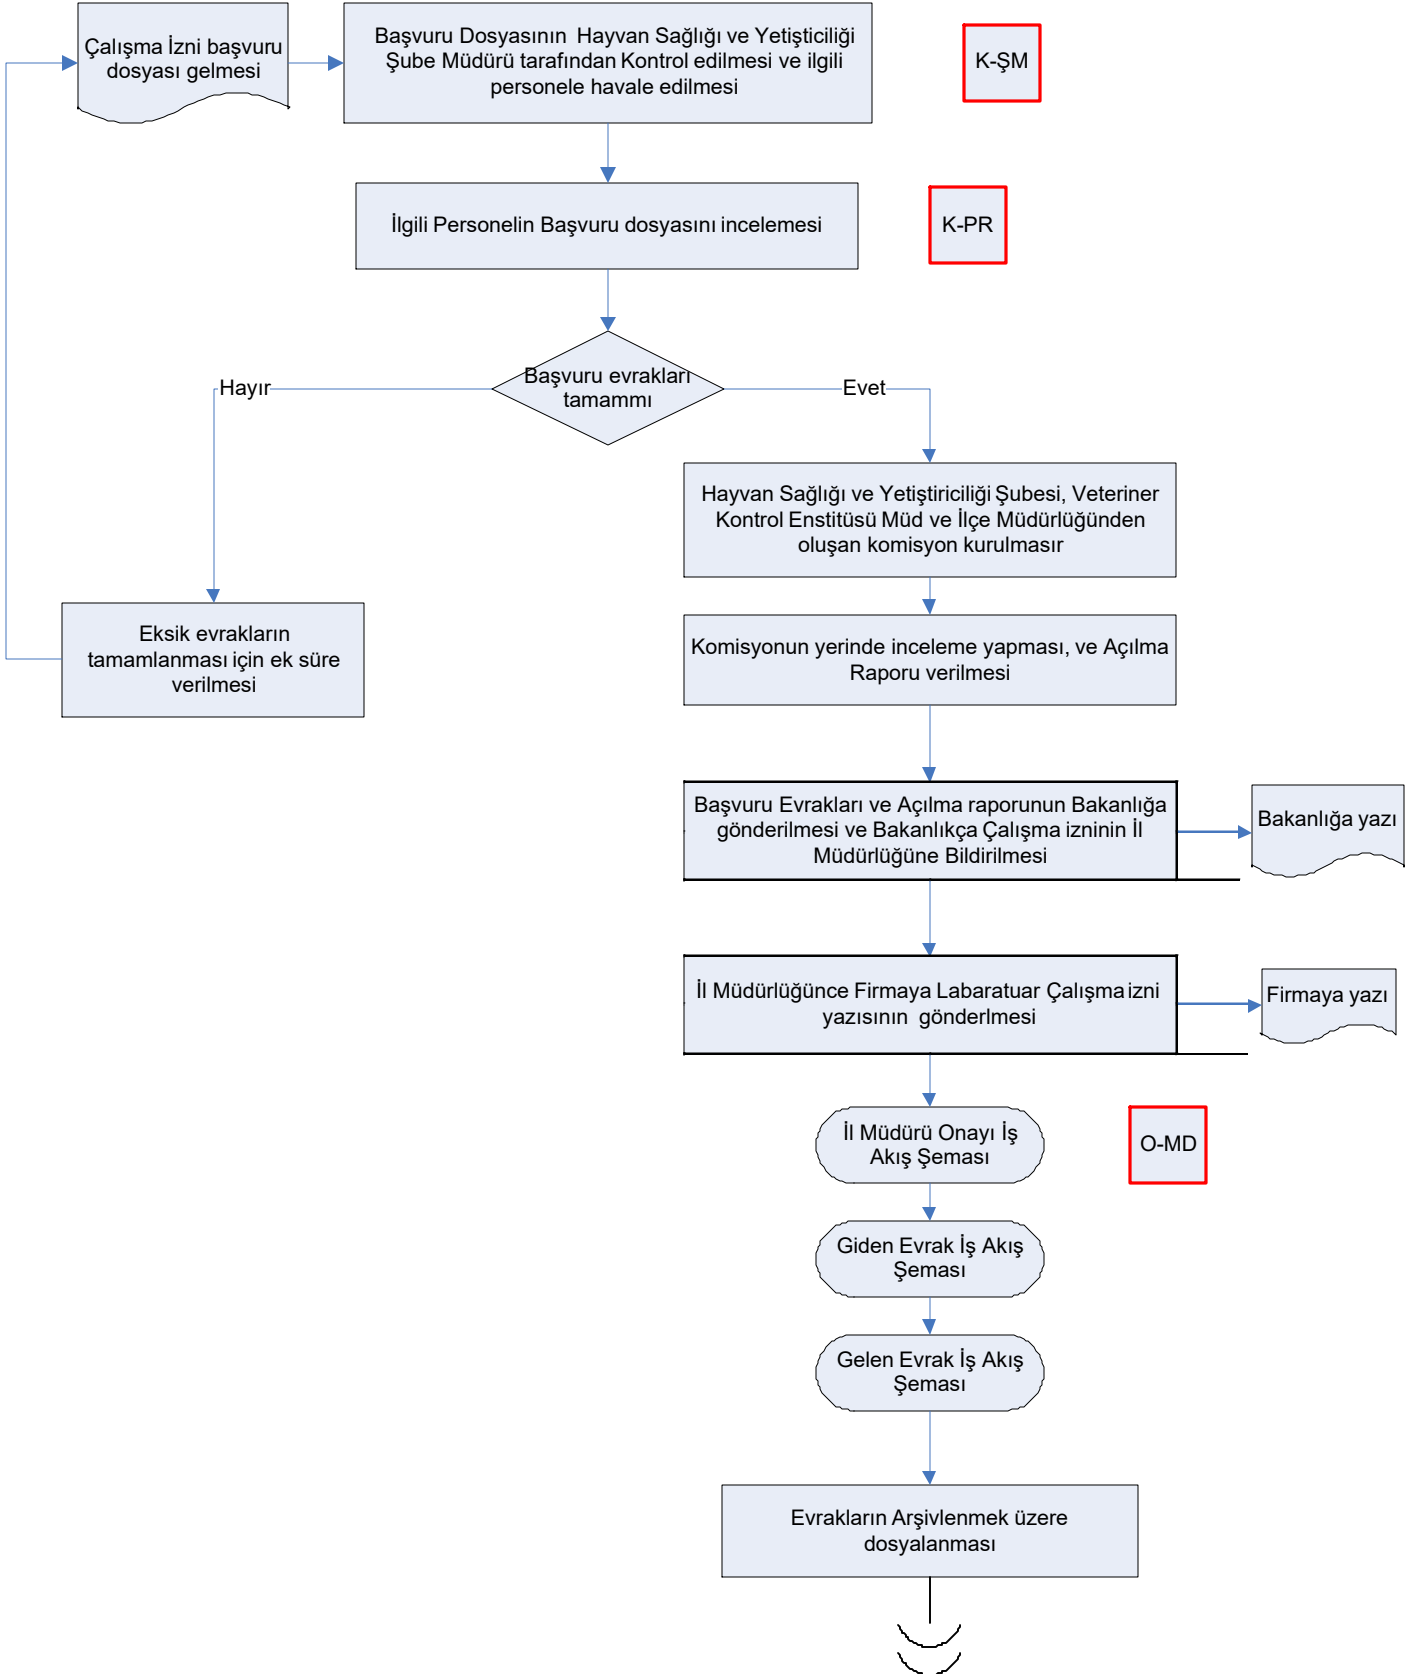 Çalışma İzni başvuru
dosyası gelmesi
Başvuru Dosyasının Hayvan Sağlığı ve Yetişticiliği
Şube Müdürü tarafından Kontrol edilmesi ve ilgili
personele havale edilmesi
K-ŞM
İlgili Personelin Başvuru dosyasını incelemesi
K-PR
Başvuru evrakları
tamammı
Hayır
Evet
Hayvan Sağlığı ve Yetiştiriciliği Şubesi, Veteriner
Kontrol Enstitüsü Müd ve İlçe Müdürlüğünden
oluşan komisyon kurulmasır
Eksik evrakların
tamamlanması için ek süre
verilmesi
Komisyonun yerinde inceleme yapması, ve Açılma
Raporu verilmesi
Başvuru Evrakları ve Açılma raporunun Bakanlığa
gönderilmesi ve Bakanlıkça Çalışma izninin İl
Müdürlüğüne Bildirilmesi
Bakanlığa yazı
İl Müdürlüğünce Firmaya Labaratuar Çalışma izni
yazısının gönderlmesi
Firmaya yazı
İl Müdürü Onayı İş
Akış Şeması
O-MD
Giden Evrak İş Akış
Şeması
Gelen Evrak İş Akış
Şeması
Evrakların Arşivlenmek üzere
dosyalanması